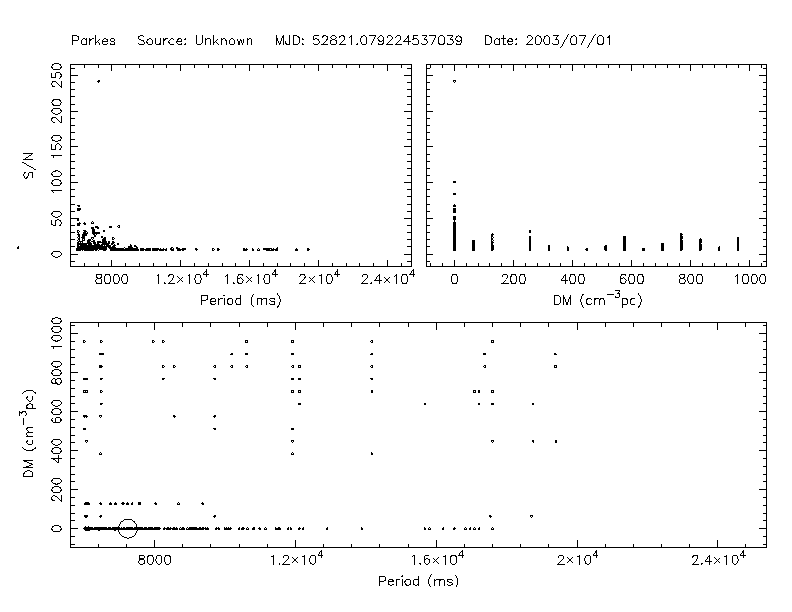 Parkes Source: Unknown MJD: 52821.079224537039 Date: 2003/07/01
S/N
0 50 100 150 200 250
8000 1.2×10⁴ 1.6×10⁴ 2×10⁴ 2.4×10⁴
Period (ms)
0 200 400 600 800 1000
DM (cm⁻³pc)
DM (cm⁻³pc)
0 200 400 600 800 1000
8000 1.2×10⁴ 1.6×10⁴ 2×10⁴ 2.4×10⁴
Period (ms)